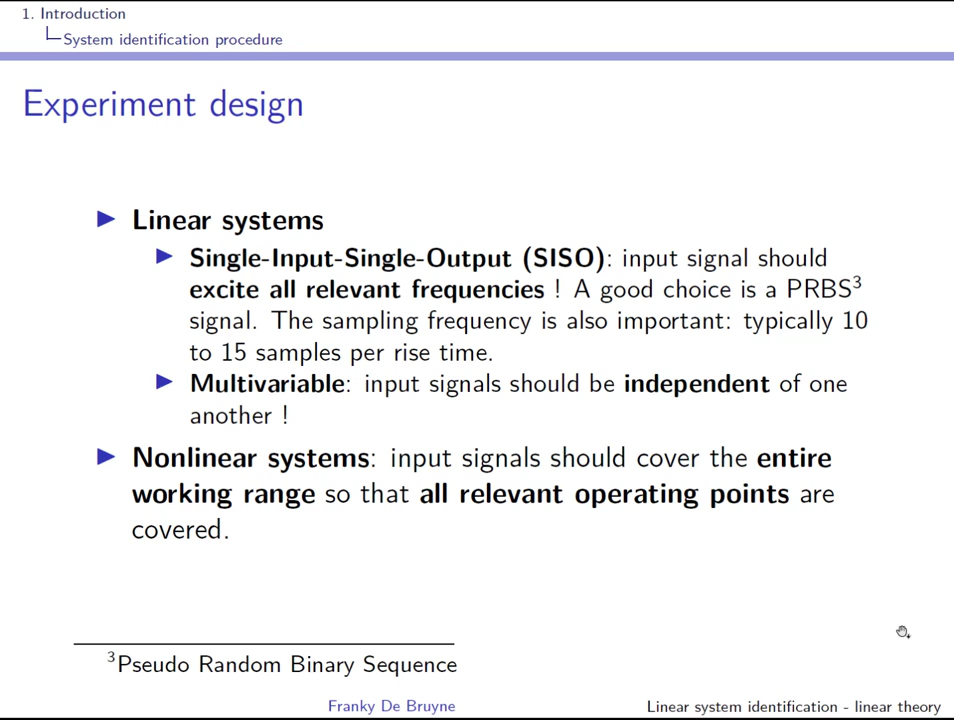 1. Introduction
System identification procedure
Experiment design
Linear systems
Single-Input-Single-Output (SISO): input signal should
excite all relevant frequencies ! A good choice is a PRBS³
signal. The sampling frequency is also important: typically 10
to 15 samples per rise time.
Multivariable: input signals should be independent of one
another !
Nonlinear systems: input signals should cover the entire
working range so that all relevant operating points are
covered.
³Pseudo Random Binary Sequence
Franky De Bruyne
Linear system identification - linear theory